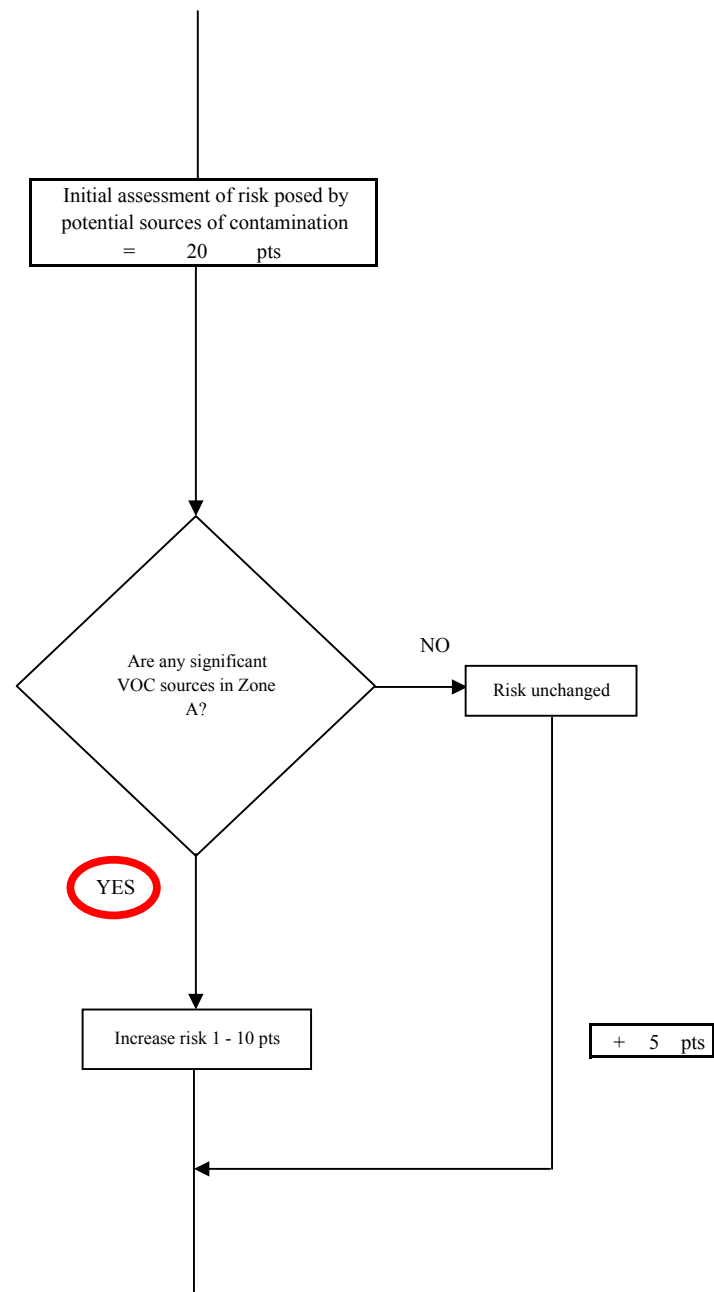 Initial assessment of risk posed by
potential sources of contamination
= 20 pts
Are any significant
VOC sources in Zone
A?
NO
Risk unchanged
YES
Increase risk 1 - 10 pts
+ 5 pts